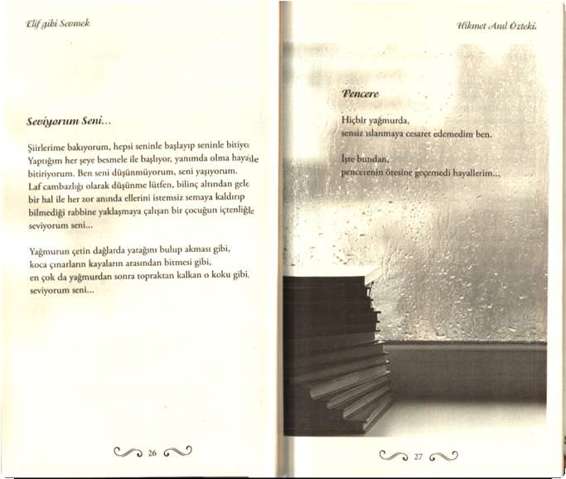 Elif gibi Sevmek
Seviyorum Seni...
Şiirlerime bakıyorum, hepsi seninle başlayıp seninle bitiyo
Yaptığım her şeye besmele ile başlıyor, yanımda olma hayaide
bitiriyorum. Ben seni düşünmüyorum, seni yaşıyorum.
Laf cambazlığı olarak düşünme lütfen, bilinç altından gele
bir hal ile her zor anında ellerini istemsiz semaya kaldırıp
bilmediği rabbine yaklaşmaya çalışan bir çocuğun içtenliğle
seviyorum seni...
Yağmurun çetin dağlarda yatağını bulup akması gibi,
koca çınarların kayaların arasından bitmesi gibi,
en çok da yağmurdan sonra topraktan kalkan o koku gibi,
seviyorum seni...
26
Hikmet Anıl Özteki.
Pencere
Hiçbir yağmurda,
sensiz ıslanmaya cesaret edemedim ben.
İşte bundan,
pencerenin ötesine geçemedi hayallerim...
27